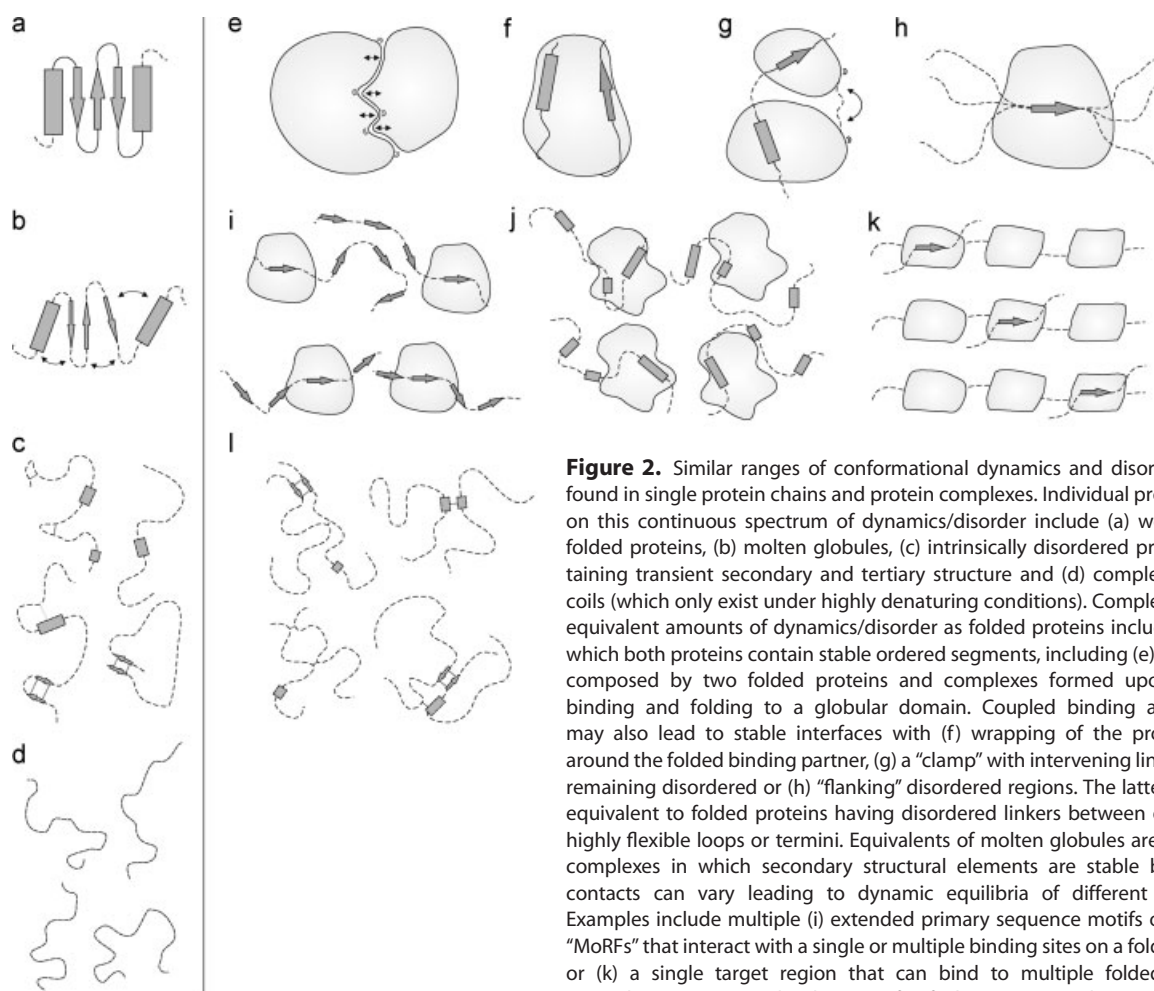 a
e
f
g
h
b
i
j
k
c
l
d
Figure 2. Similar ranges of conformational dynamics and disor
found in single protein chains and protein complexes. Individual pro
on this continuous spectrum of dynamics/disorder include (a) w
folded proteins, (b) molten globules, (c) intrinsically disordered pr
taining transient secondary and tertiary structure and (d) comple
coils (which only exist under highly denaturing conditions). Comple
equivalent amounts of dynamics/disorder as folded proteins inclu
which both proteins contain stable ordered segments, including (e)
composed by two folded proteins and complexes formed upo
binding and folding to a globular domain. Coupled binding a
may also lead to stable interfaces with (f) wrapping of the pro
around the folded binding partner, (g) a “clamp” with intervening lin
remaining disordered or (h) “flanking” disordered regions. The latte
equivalent to folded proteins having disordered linkers between
highly flexible loops or termini. Equivalents of molten globules are
complexes in which secondary structural elements are stable b
contacts can vary leading to dynamic equilibria of different
Examples include multiple (i) extended primary sequence motifs o
“MoRFs” that interact with a single or multiple binding sites on a fol
or (k) a single target region that can bind to multiple folded